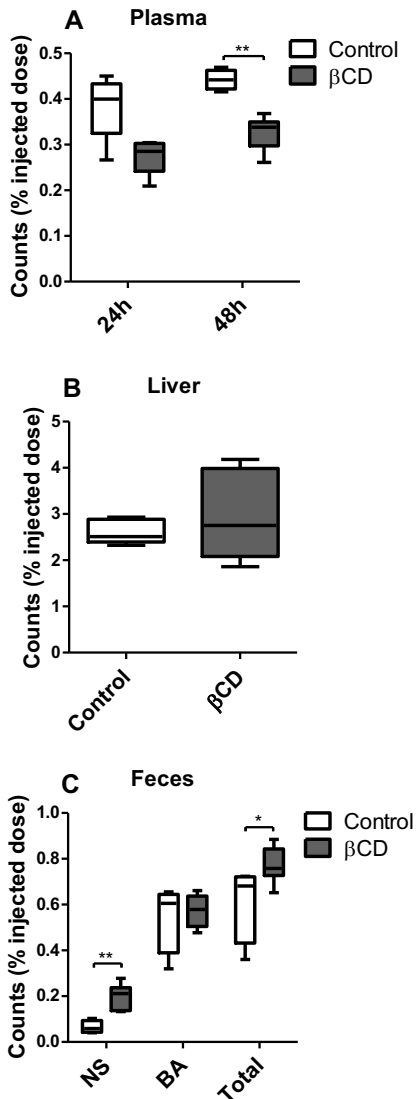 A Plasma
Counts (% injected dose)
0.5
0.4
0.3
0.2
0.1
0.0
**
Control
βCD
24h
48h
B Liver
Counts (% injected dose)
5
4
3
2
1
0
Control
βCD
C Feces
Counts (% injected dose)
1.0
0.8
0.6
0.4
0.2
0.0
**
*
Control
βCD
NS
BA
Total